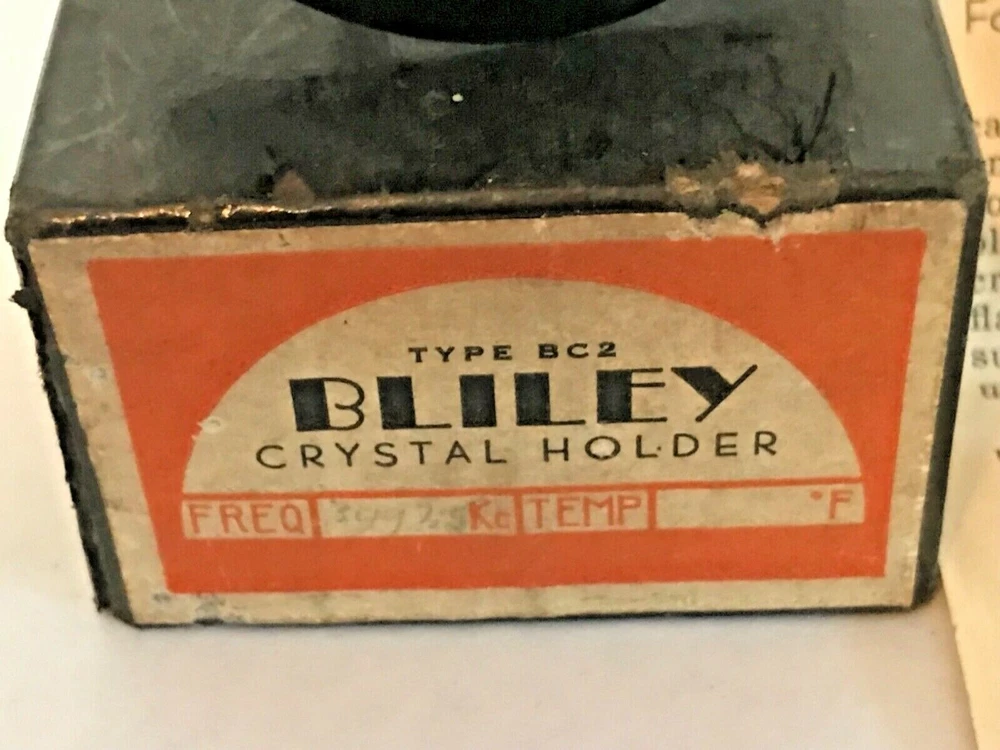 TYPE BC2
BLILEY
CRYSTAL HOLDER
FREQ Kc TEMP °F